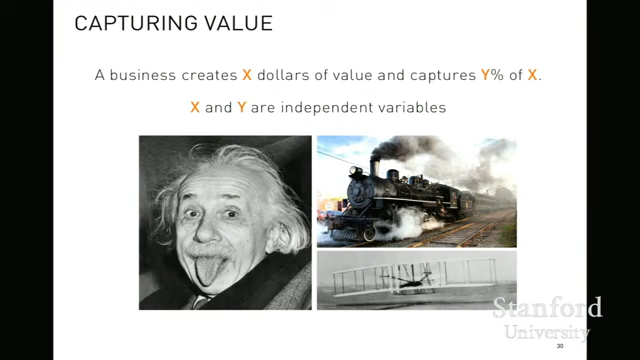 CAPTURING VALUE
A business creates X dollars of value and captures Y% of X.
X and Y are independent variables
Stanford
University
30